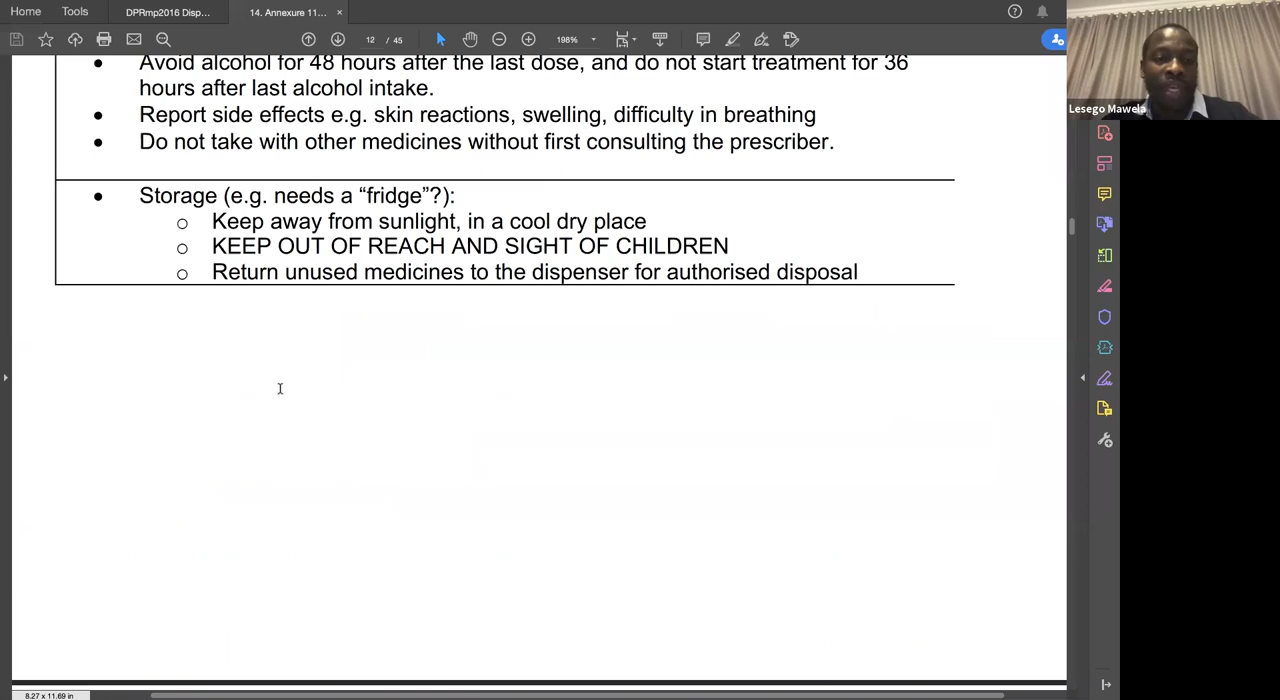 Home Tools DPRmp2016 Disp... 14. Annexure 11... ×
12 / 45 198%
Lesego Mawela
• Avoid alcohol for 48 hours after the last dose, and do not start treatment for 36
hours after last alcohol intake.
• Report side effects e.g. skin reactions, swelling, difficulty in breathing
• Do not take with other medicines without first consulting the prescriber.
• Storage (e.g. needs a “fridge”?):
o Keep away from sunlight, in a cool dry place
o KEEP OUT OF REACH AND SIGHT OF CHILDREN
o Return unused medicines to the dispenser for authorised disposal
8.27 x 11.69 in